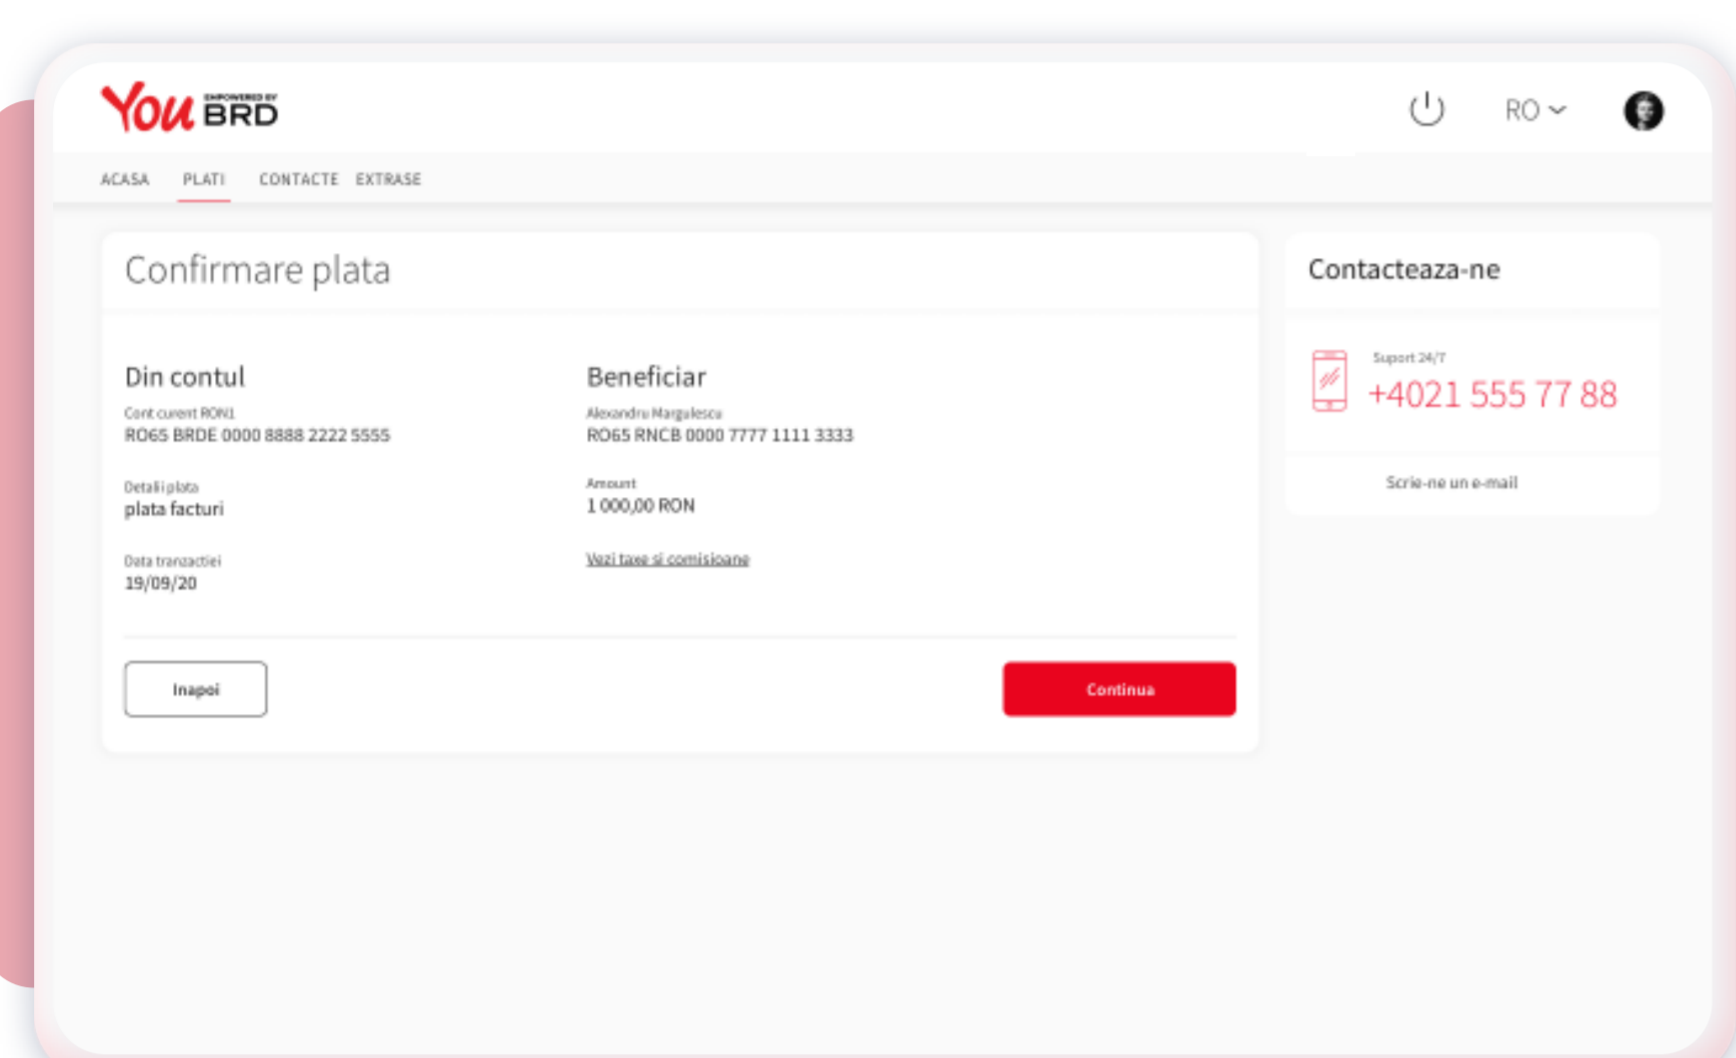 You EMPOWERED BY BRD
RO
ACASA PLATI CONTACTE EXTRASE
Confirmare plata
Din contul
Cont curent RON1
RO65 BRDE 0000 8888 2222 5555
Detalii plata
plata facturi
Data tranzactiei
19/09/20
Beneficiar
Alexandru Margulescu
RO65 RNCB 0000 7777 1111 3333
Amount
1 000,00 RON
Vezi taxe si comisioane
Inapoi
Continua
Contacteaza-ne
Suport 24/7
+4021 555 77 88
Scrie-ne un e-mail